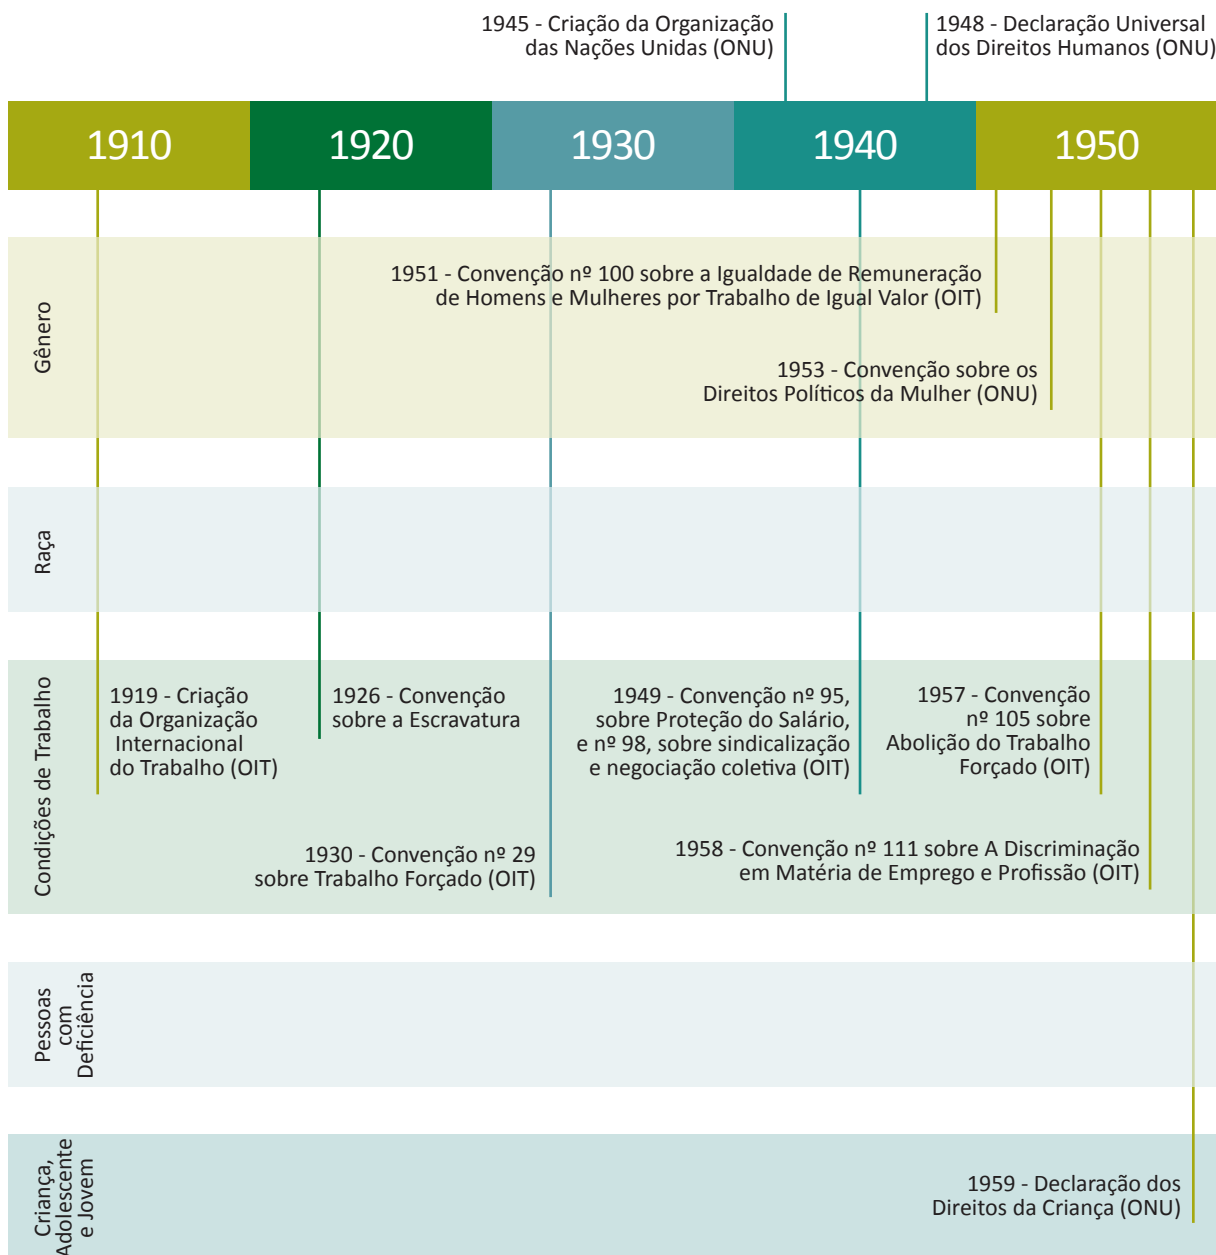 1945 - Criação da Organização
das Nações Unidas (ONU)
1948 - Declaração Universal
dos Direitos Humanos (ONU)
1910
1920
1930
1940
1950
Gênero
1951 - Convenção nº 100 sobre a Igualdade de Remuneração
de Homens e Mulheres por Trabalho de Igual Valor (OIT)
1953 - Convenção sobre os
Direitos Políticos da Mulher (ONU)
Raça
Condições de Trabalho
1919 - Criação
da Organização
Internacional
do Trabalho (OIT)
1926 - Convenção
sobre a Escravatura
1949 - Convenção nº 95,
sobre Proteção do Salário,
e nº 98, sobre sindicalização
e negociação coletiva (OIT)
1957 - Convenção
nº 105 sobre
Abolição do Trabalho
Forçado (OIT)
1930 - Convenção nº 29
sobre Trabalho Forçado (OIT)
1958 - Convenção nº 111 sobre A Discriminação
em Matéria de Emprego e Profissão (OIT)
Pessoas
com
Deficiência
Criança,
Adolescente
e Jovem
1959 - Declaração dos
Direitos da Criança (ONU)